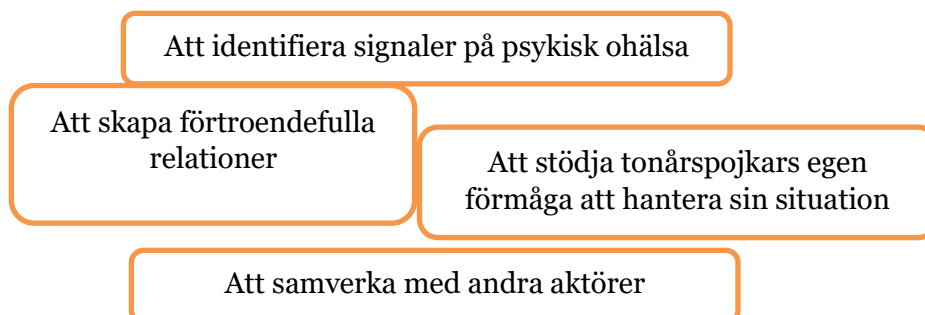 Att identifiera signaler på psykisk ohälsa
Att skapa förtroendefulla
relationer
Att stödja tonårspojkars egen
förmåga att hantera sin situation
Att samverka med andra aktörer